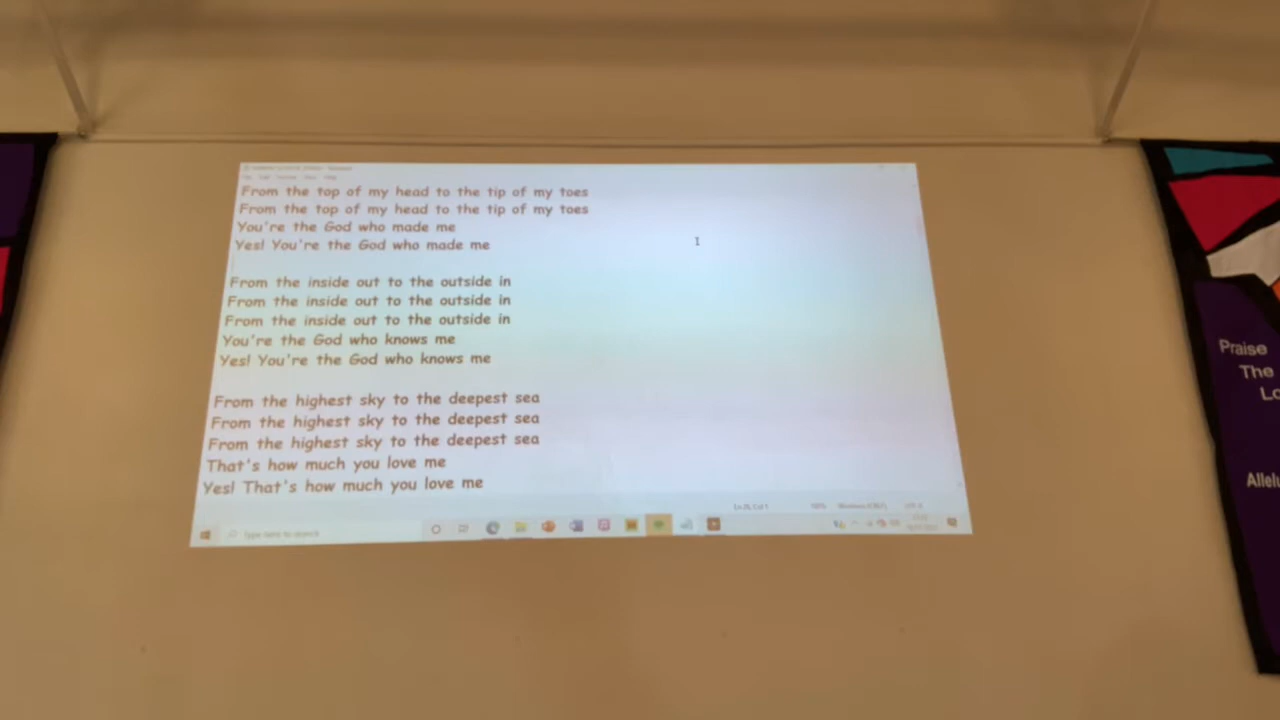 From the top of my head to the tip of my toes
From the top of my head to the tip of my toes
You're the God who made me
Yes! You're the God who made me
From the inside out to the outside in
From the inside out to the outside in
From the inside out to the outside in
You're the God who knows me
Yes! You're the God who knows me
From the highest sky to the deepest sea
From the highest sky to the deepest sea
From the highest sky to the deepest sea
That's how much you love me
Yes! That's how much you love me
Type here to search
Praise
The
Lo
Allelu